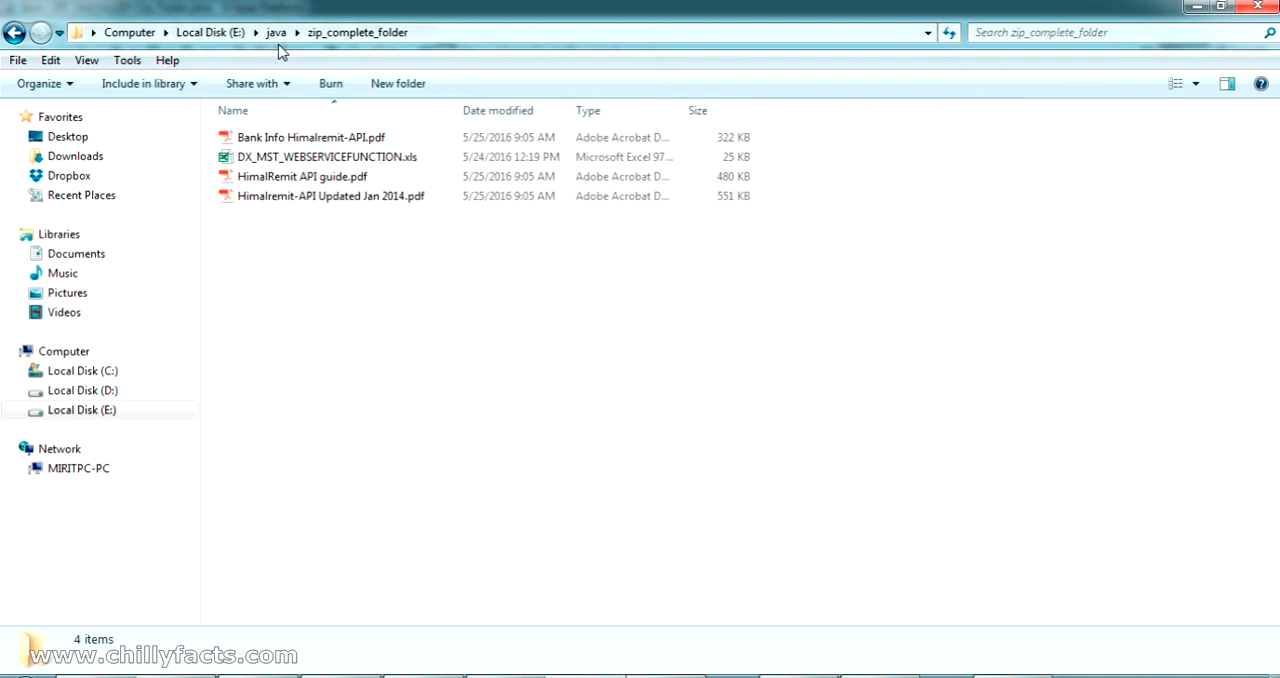 Computer Local Disk (E:) java zip_complete_folder Search zip_complete_folder
File Edit View Tools Help
Organize Include in library Share with Burn New folder
Name Date modified Type Size
Favorites
Desktop
Downloads
Dropbox
Recent Places
Libraries
Documents
Music
Pictures
Videos
Computer
Local Disk (C:)
Local Disk (D:)
Local Disk (E:)
Network
MIRITPC-PC
Bank Info Himalremit-API.pdf 5/25/2016 9:05 AM Adobe Acrobat D... 322 KB
DX_MST_WEBSERVICEFUNCTION.xls 5/24/2016 12:19 PM Microsoft Excel 97... 25 KB
HimalRemit API guide.pdf 5/25/2016 9:05 AM Adobe Acrobat D... 480 KB
Himalremit-API Updated Jan 2014.pdf 5/25/2016 9:05 AM Adobe Acrobat D... 551 KB
4 items
www.chillyfacts.com